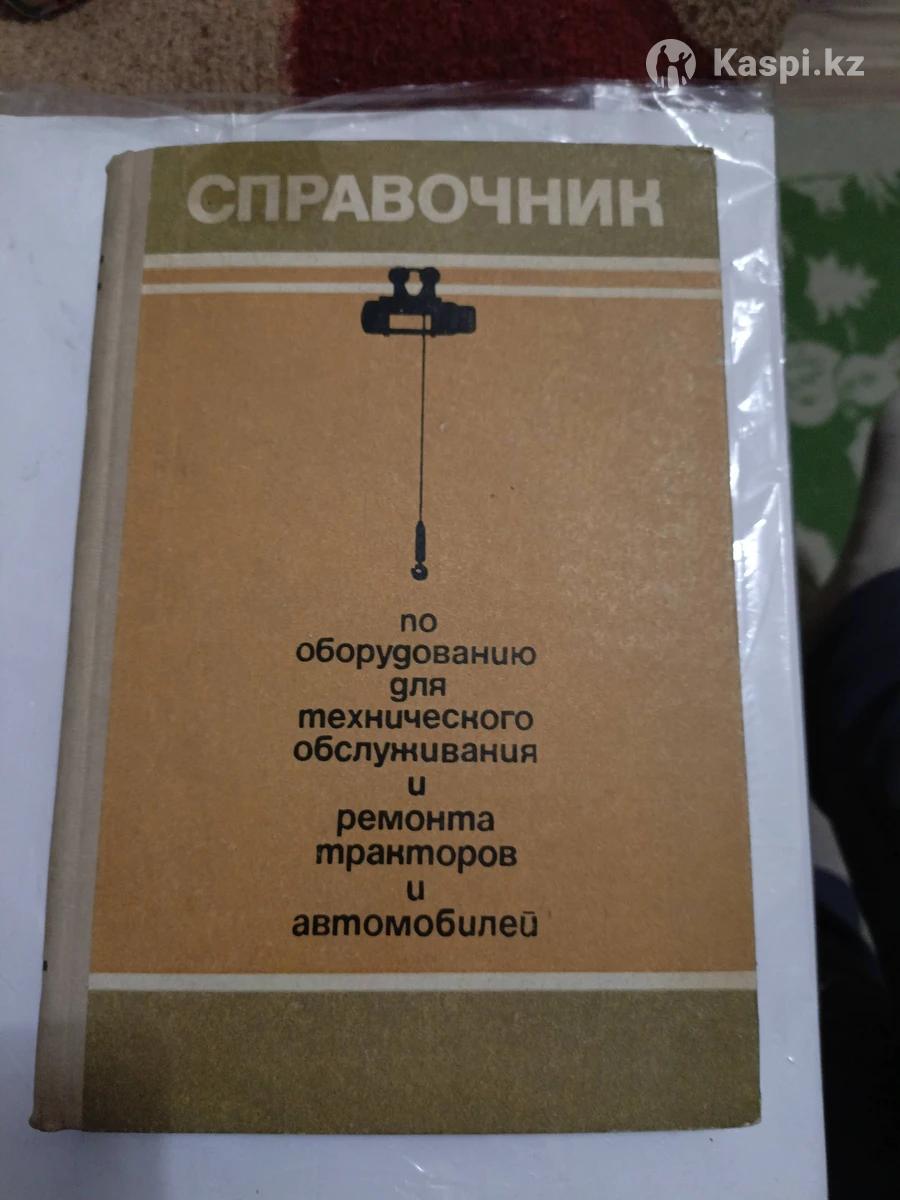 Kaspi.kz
СПРАВОЧНИК
по
оборудованию
для
технического
обслуживания
и
ремонта
тракторов
и
автомобилей